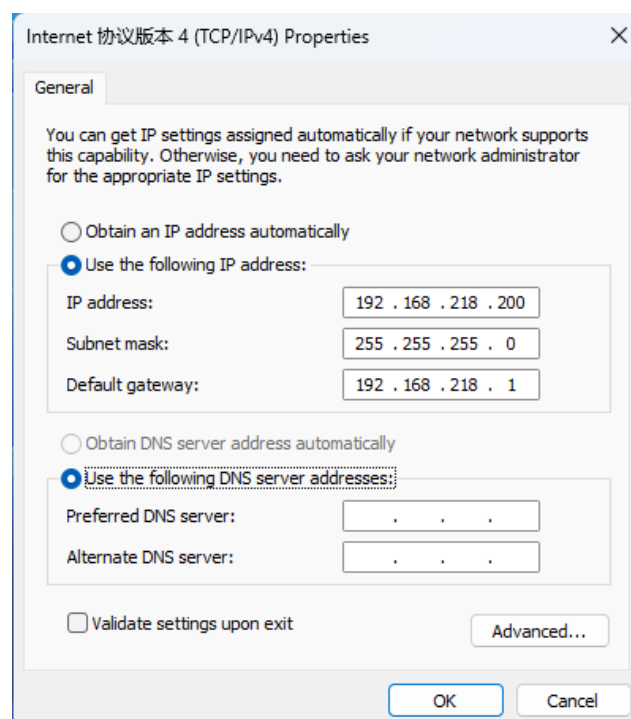 Internet 协议版本 4 (TCP/IPv4) Properties
General
You can get IP settings assigned automatically if your network supports
this capability. Otherwise, you need to ask your network administrator
for the appropriate IP settings.
Obtain an IP address automatically
Use the following IP address:
IP address: 192 . 168 . 218 . 200
Subnet mask: 255 . 255 . 255 . 0
Default gateway: 192 . 168 . 218 . 1
Obtain DNS server address automatically
Use the following DNS server addresses:
Preferred DNS server: . . .
Alternate DNS server: . . .
Validate settings upon exit
Advanced...
OK Cancel